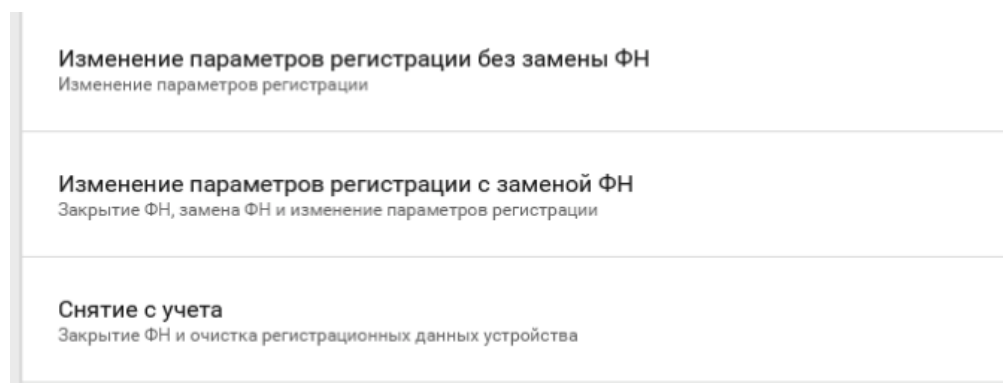 Изменение параметров регистрации без замены ФН
Изменение параметров регистрации
Изменение параметров регистрации с заменой ФН
Закрытие ФН, замена ФН и изменение параметров регистрации
Снятие с учета
Закрытие ФН и очистка регистрационных данных устройства